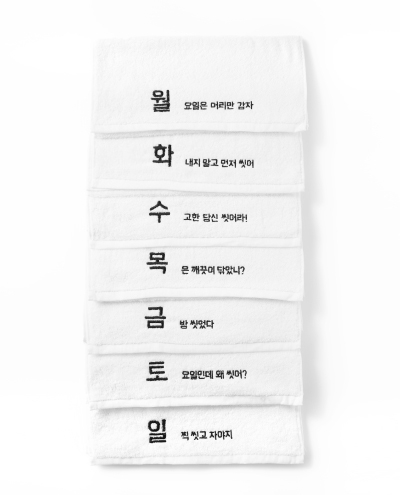 월 요일은 머리만 감자
화 내지 말고 먼저 씻어
수 고한 당신 씻어라!
목 은 깨끗이 닦았니?
금 방 씻었다
토 요일인데 왜 씻어?
일 찍 씻고 자야지